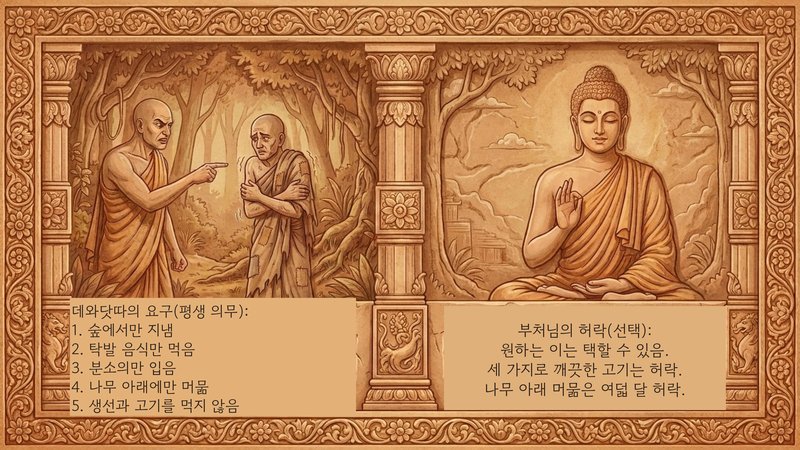 데와닷따의 요구(평생 의무):
1. 숲에서만 지냄
2. 탁발 음식만 먹음
3. 분소의만 입음
4. 나무 아래에만 머묾
5. 생선과 고기를 먹지 않음
부처님의 허락(선택):
원하는 이는 택할 수 있음.
세 가지로 깨끗한 고기는 허락.
나무 아래 머묾은 여덟 달 허락.